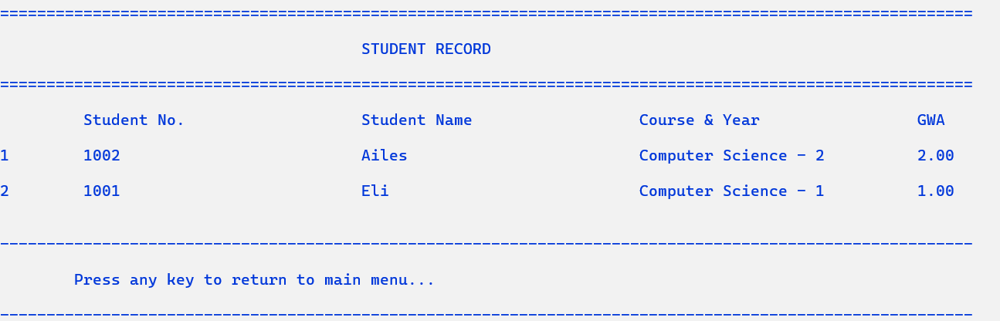 STUDENT RECORD
Student No. Student Name Course & Year GWA
1 1002 Ailes Computer Science - 2 2.00
2 1001 Eli Computer Science - 1 1.00
Press any key to return to main menu...